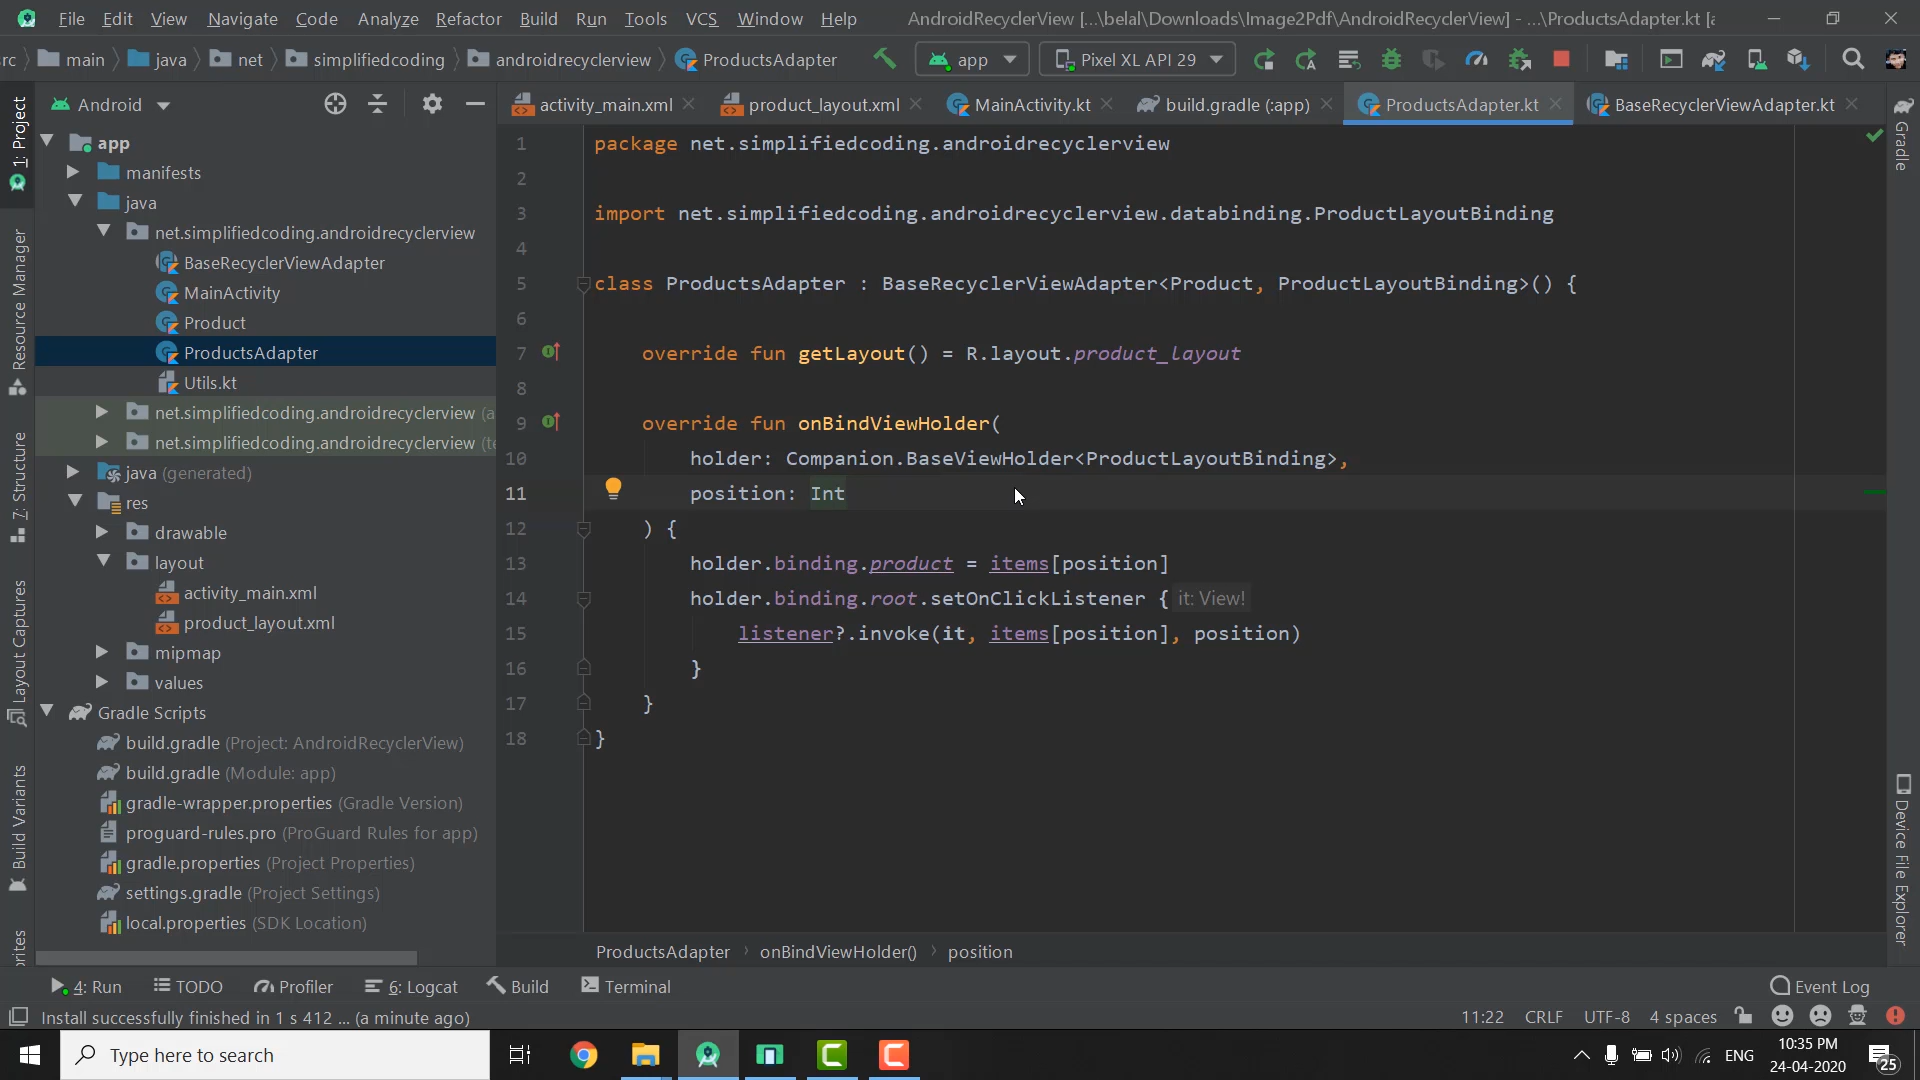 File Edit View Navigate Code Analyze Refactor Build Run Tools VCS Window Help AndroidRecyclerView [...\belal\Downloads\Image2Pdf\AndroidRecyclerView] - ...\ProductsAdapter.kt [a
rc main java net simplifiedcoding androidrecyclerview ProductsAdapter app Pixel XL API 29
1: Project
Resource Manager
7: Structure
Layout Captures
Build Variants
Android
app
manifests
java
net.simplifiedcoding.androidrecyclerview
BaseRecyclerViewAdapter
MainActivity
Product
ProductsAdapter
Utils.kt
net.simplifiedcoding.androidrecyclerview (a
net.simplifiedcoding.androidrecyclerview (te
java (generated)
res
drawable
layout
activity_main.xml
product_layout.xml
mipmap
values
Gradle Scripts
build.gradle (Project: AndroidRecyclerView)
build.gradle (Module: app)
gradle-wrapper.properties (Gradle Version)
proguard-rules.pro (ProGuard Rules for app)
gradle.properties (Project Properties)
settings.gradle (Project Settings)
local.properties (SDK Location)
activity_main.xml product_layout.xml MainActivity.kt build.gradle (:app) ProductsAdapter.kt BaseRecyclerViewAdapter.kt
1 package net.simplifiedcoding.androidrecyclerview
2
3 import net.simplifiedcoding.androidrecyclerview.databinding.ProductLayoutBinding
4
5 class ProductsAdapter : BaseRecyclerViewAdapter<Product, ProductLayoutBinding>() {
6
7 override fun getLayout() = R.layout.product_layout
8
9 override fun onBindViewHolder(
10 holder: Companion.BaseViewHolder<ProductLayoutBinding>,
11 position: Int
12 ) {
13 holder.binding.product = items[position]
14 holder.binding.root.setOnClickListener { it: View!
15 listener?.invoke(it, items[position], position)
16 }
17 }
18 }
Gradle
Device File Explorer
ProductsAdapter onBindViewHolder() position
4: Run TODO Profiler 6: Logcat Build Terminal Event Log
Install successfully finished in 1 s 412 ... (a minute ago) 11:22 CRLF UTF-8 4 spaces
Type here to search ENG 10:35 PM
24-04-2020 25